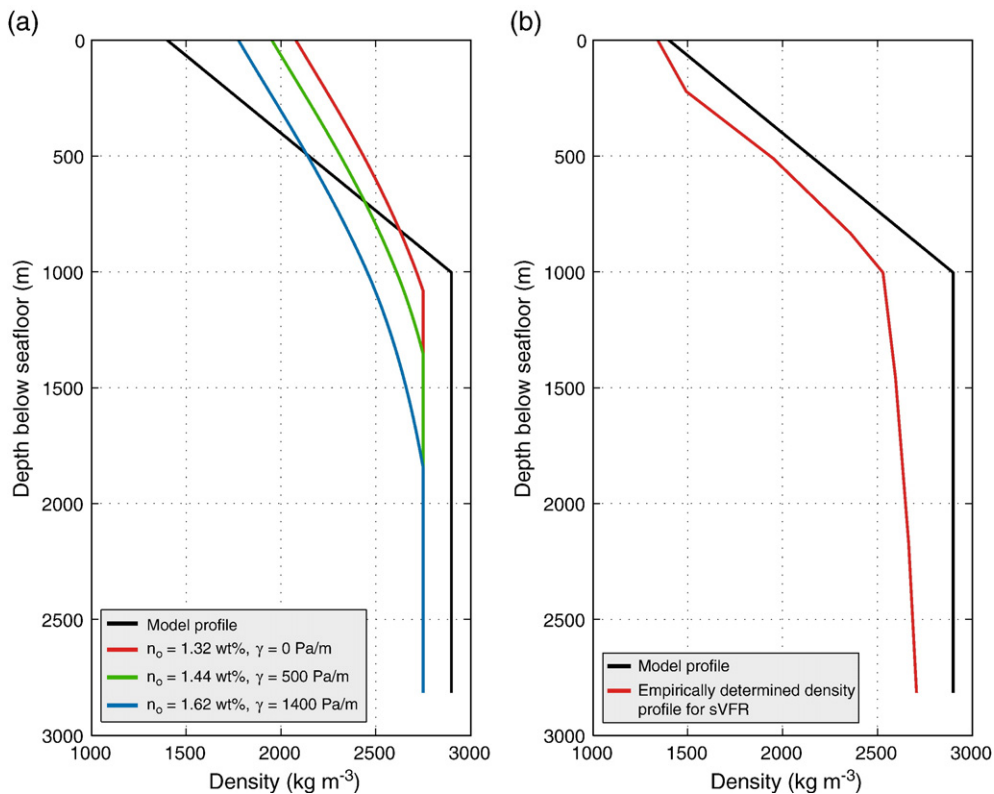 (a)
0
500
1000
1500
2000
2500
3000
Depth below seafloor (m)
1000 1500 2000 2500 3000
Density (kg m-3)
Model profile
no = 1.32 wt%, γ = 0 Pa/m
no = 1.44 wt%, γ = 500 Pa/m
no = 1.62 wt%, γ = 1400 Pa/m
(b)
0
500
1000
1500
2000
2500
3000
Depth below seafloor (m)
1000 1500 2000 2500 3000
Density (kg m-3)
Model profile
Empirically determined density
profile for sVFR